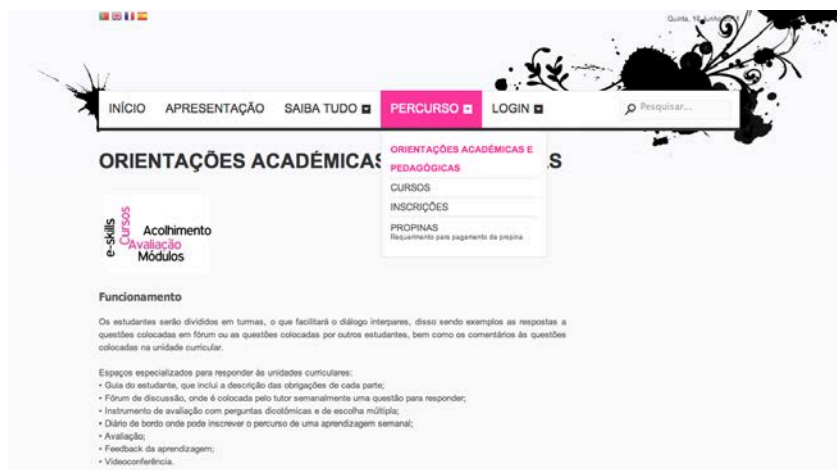 Quinta, 16 Junho
INÍCIO APRESENTAÇÃO SAIBA TUDO PERCURSO LOGIN Pesquisar...
ORIENTAÇÕES ACADÉMICAS
ORIENTAÇÕES ACADÉMICAS E
PEDAGÓGICAS
CURSOS
INSCRIÇÕES
PROPINAS
Requerimento para pagamento da propina
e-skills
Cursos
Acolhimento
Avaliação
Módulos
Funcionamento
Os estudantes serão divididos em turmas, o que facilitará o diálogo interpares, disso sendo exemplos as respostas a
questões colocadas em fórum ou as questões colocadas por outros estudantes, bem como os comentários às questões
colocadas na unidade curricular.
Espaços especializados para responder às unidades curriculares:
• Guia do estudante, que inclui a descrição das obrigações de cada parte;
• Fórum de discussão, onde é colocada pelo tutor semanalmente uma questão para responder;
• Instrumento de avaliação com perguntas dicotómicas e de escolha múltipla;
• Diário de bordo onde pode inscrever o percurso de uma aprendizagem semanal;
• Avaliação;
• Feedback da aprendizagem;
• Videoconferência.